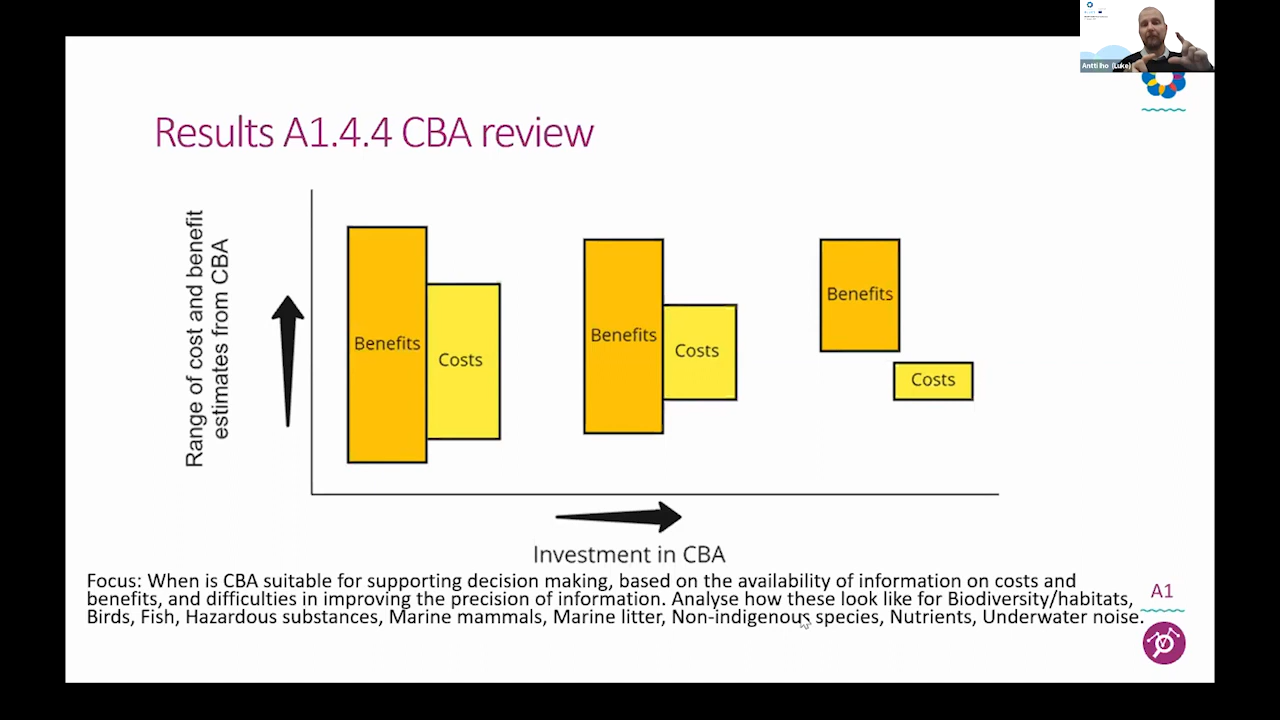 Antti Iho (Luke)
Results A1.4.4 CBA review
Range of cost and benefit
estimates from CBA
Benefits
Costs
Benefits
Costs
Benefits
Costs
Investment in CBA
Focus: When is CBA suitable for supporting decision making, based on the availability of information on costs and
benefits, and difficulties in improving the precision of information. Analyse how these look like for Biodiversity/habitats,
Birds, Fish, Hazardous substances, Marine mammals, Marine litter, Non-indigenous species, Nutrients, Underwater noise.
A1